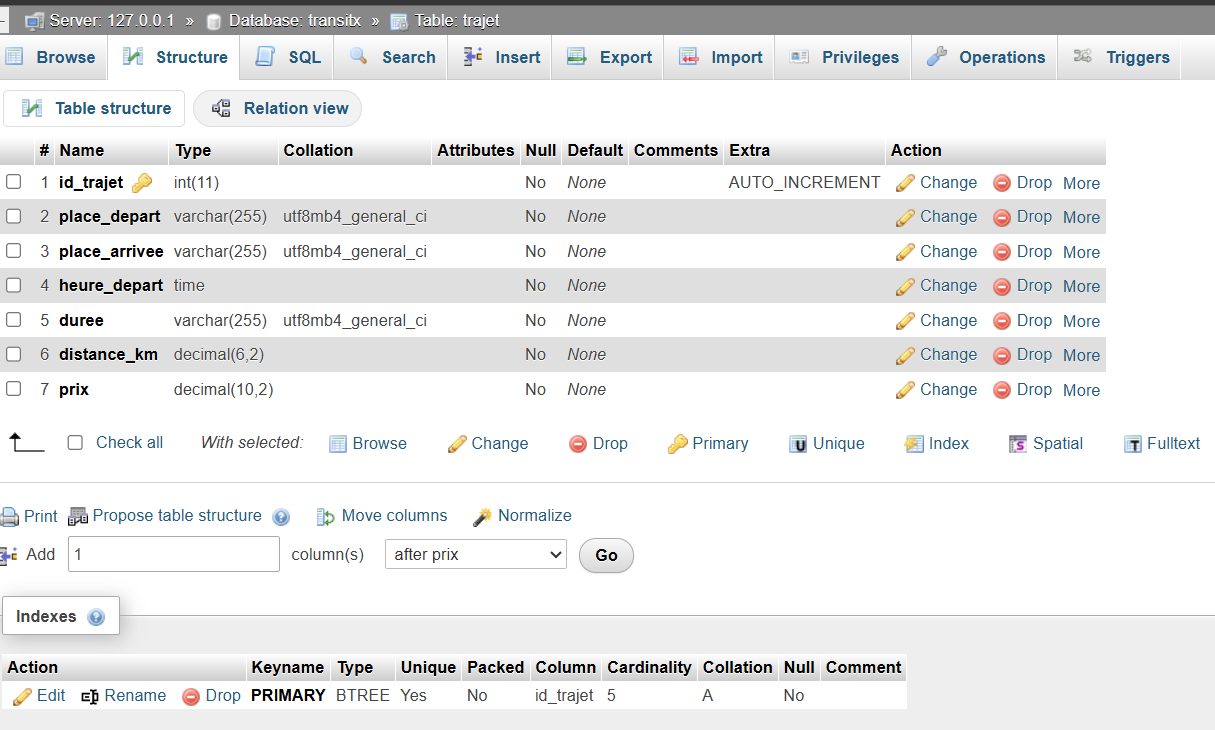 Server: 127.0.0.1 » Database: transitx » Table: trajet
Browse Structure SQL Search Insert Export Import Privileges Operations Triggers
Table structure Relation view
# Name Type Collation Attributes Null Default Comments Extra Action
1 id_trajet int(11) No None AUTO_INCREMENT Change Drop More
2 place_depart varchar(255) utf8mb4_general_ci No None Change Drop More
3 place_arrivee varchar(255) utf8mb4_general_ci No None Change Drop More
4 heure_depart time No None Change Drop More
5 duree varchar(255) utf8mb4_general_ci No None Change Drop More
6 distance_km decimal(6,2) No None Change Drop More
7 prix decimal(10,2) No None Change Drop More
Check all With selected: Browse Change Drop Primary Unique Index Spatial Fulltext
Print Propose table structure Move columns Normalize
Add 1 column(s) after prix Go
Indexes
Action Keyname Type Unique Packed Column Cardinality Collation Null Comment
Edit Rename Drop PRIMARY BTREE Yes No id_trajet 5 A No